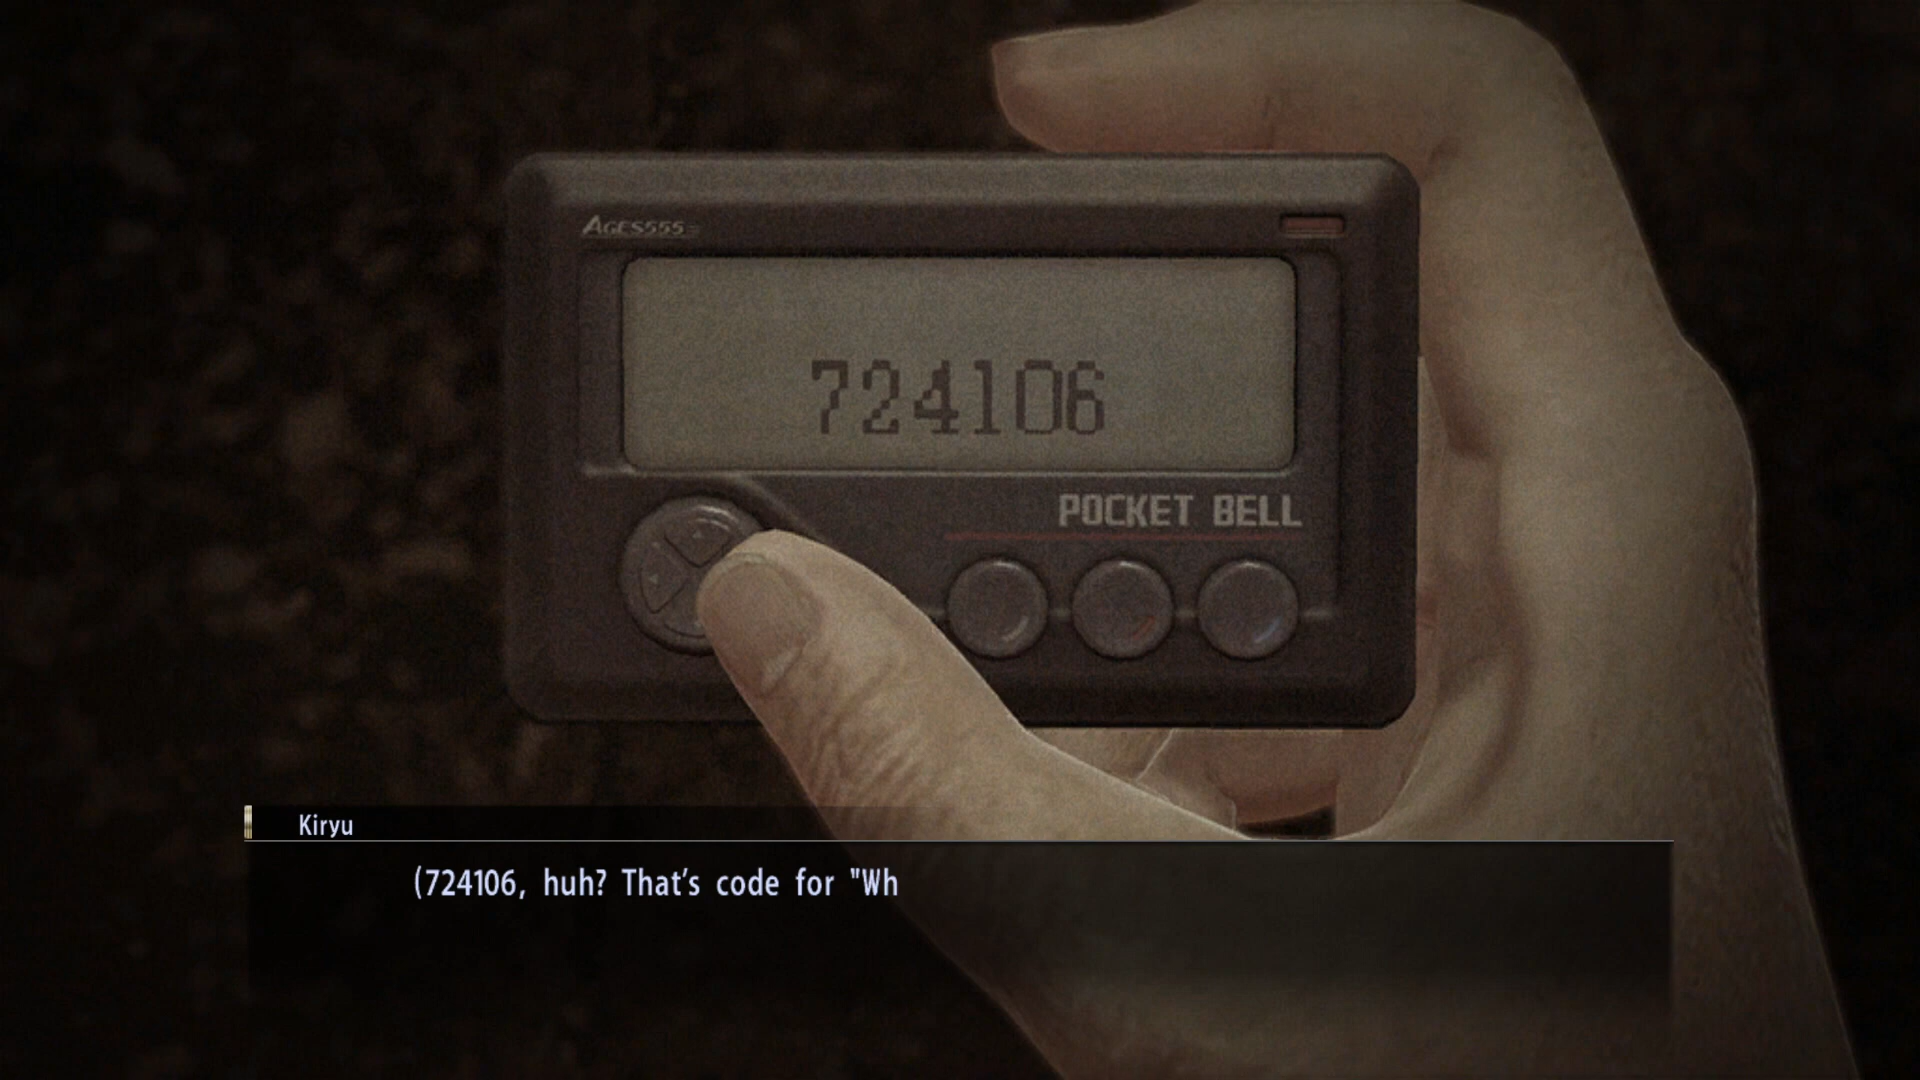 AGES555
724106
POCKET BELL
Kiryu
(724106, huh? That's code for "Wh